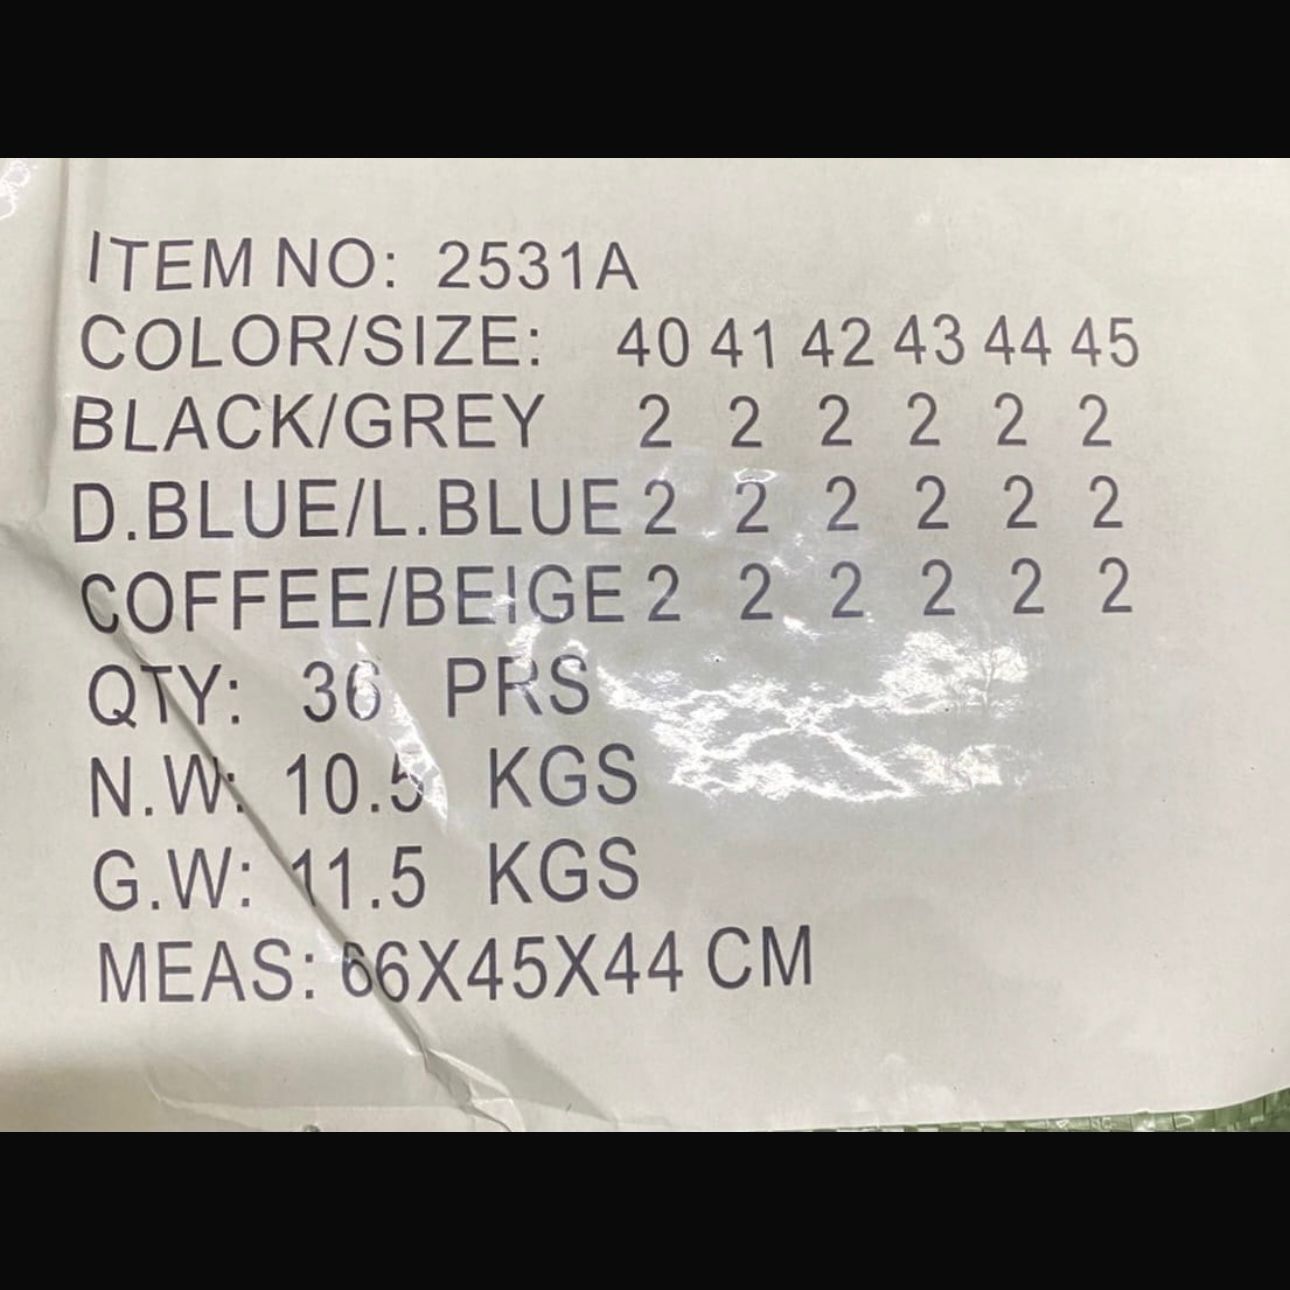 ITEM NO: 2531A
COLOR/SIZE: 40 41 42 43 44 45
BLACK/GREY 2 2 2 2 2 2
D.BLUE/L.BLUE 2 2 2 2 2 2
COFFEE/BEIGE 2 2 2 2 2 2
QTY: 36 PRS
N.W: 10.5 KGS
G.W: 11.5 KGS
MEAS: 66X45X44 CM